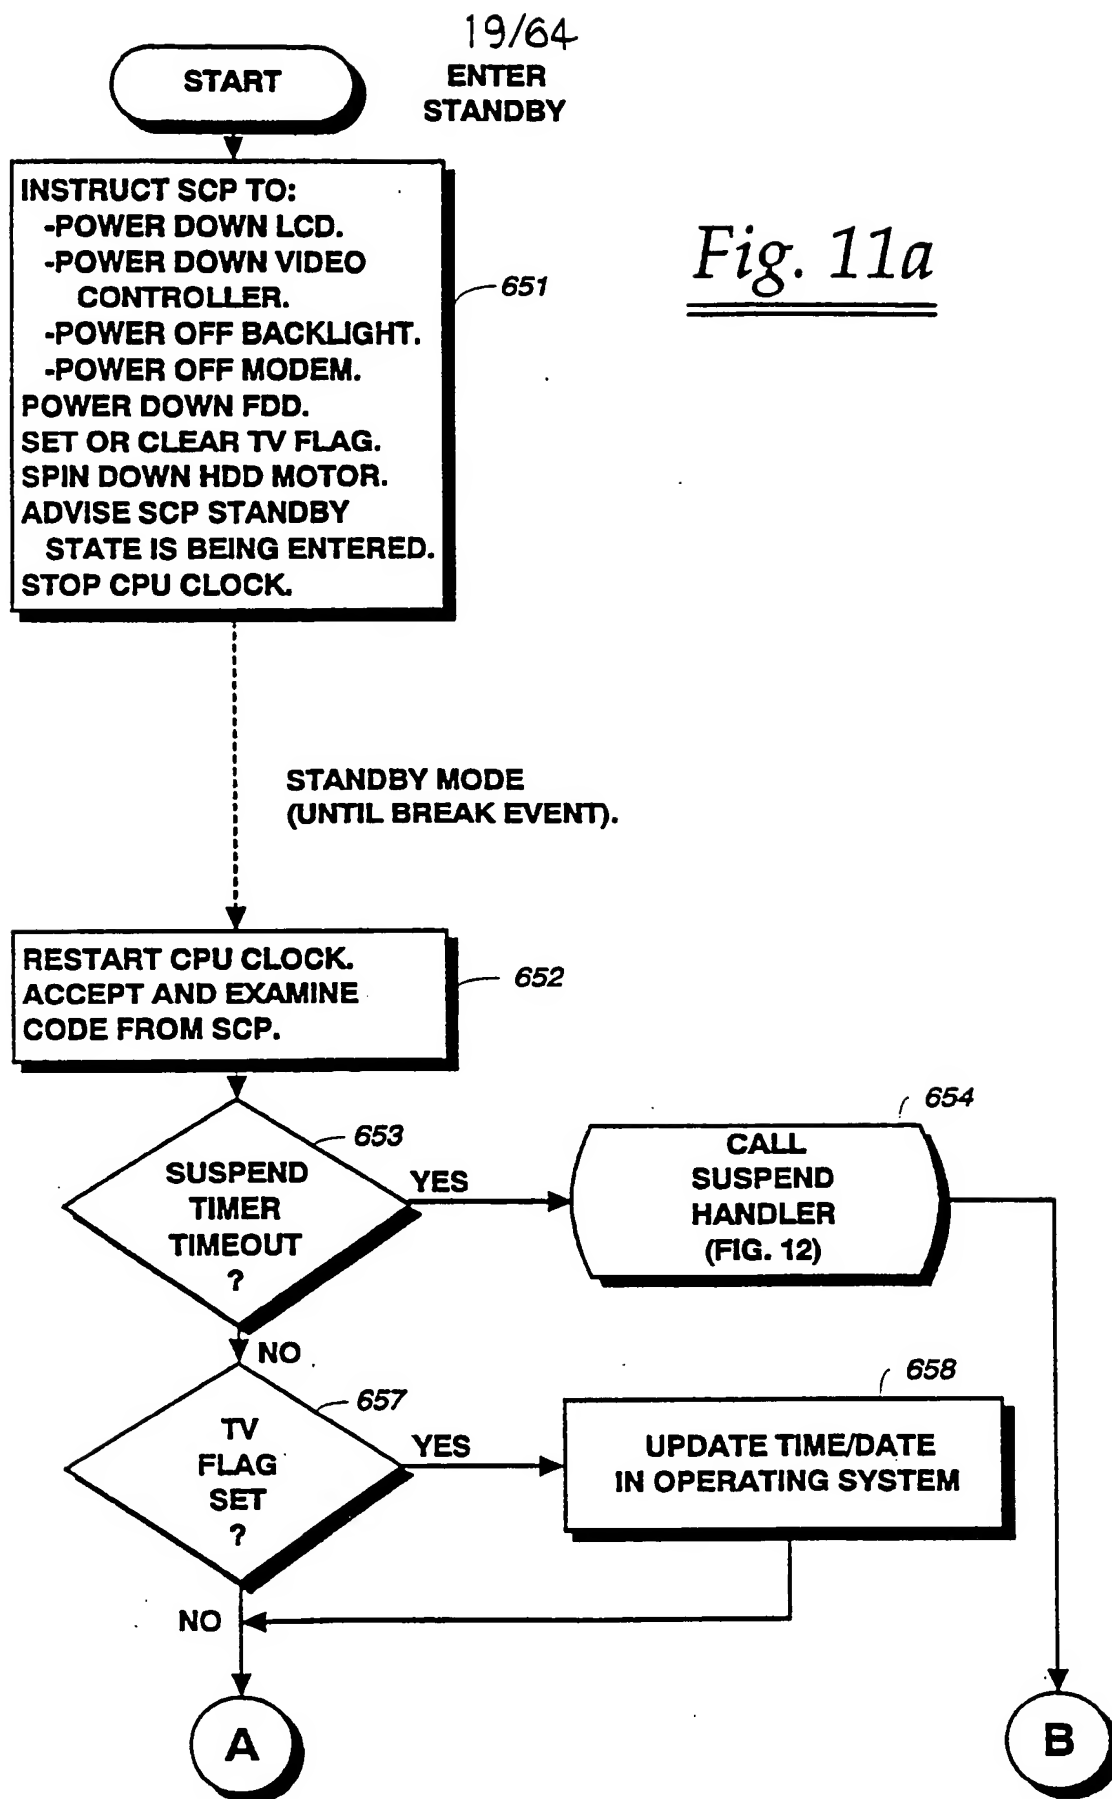 19/64
START
ENTER
STANDBY
INSTRUCT SCP TO:
-POWER DOWN LCD.
-POWER DOWN VIDEO
CONTROLLER.
-POWER OFF BACKLIGHT.
-POWER OFF MODEM.
POWER DOWN FDD.
SET OR CLEAR TV FLAG.
SPIN DOWN HDD MOTOR.
ADVISE SCP STANDBY
STATE IS BEING ENTERED.
STOP CPU CLOCK.
651
Fig. 11a
STANDBY MODE
(UNTIL BREAK EVENT).
RESTART CPU CLOCK.
ACCEPT AND EXAMINE
CODE FROM SCP.
652
653
SUSPEND
TIMER
TIMEOUT
?
YES
654
CALL
SUSPEND
HANDLER
(FIG. 12)
NO
657
TV
FLAG
SET
?
YES
658
UPDATE TIME/DATE
IN OPERATING SYSTEM
NO
A
B